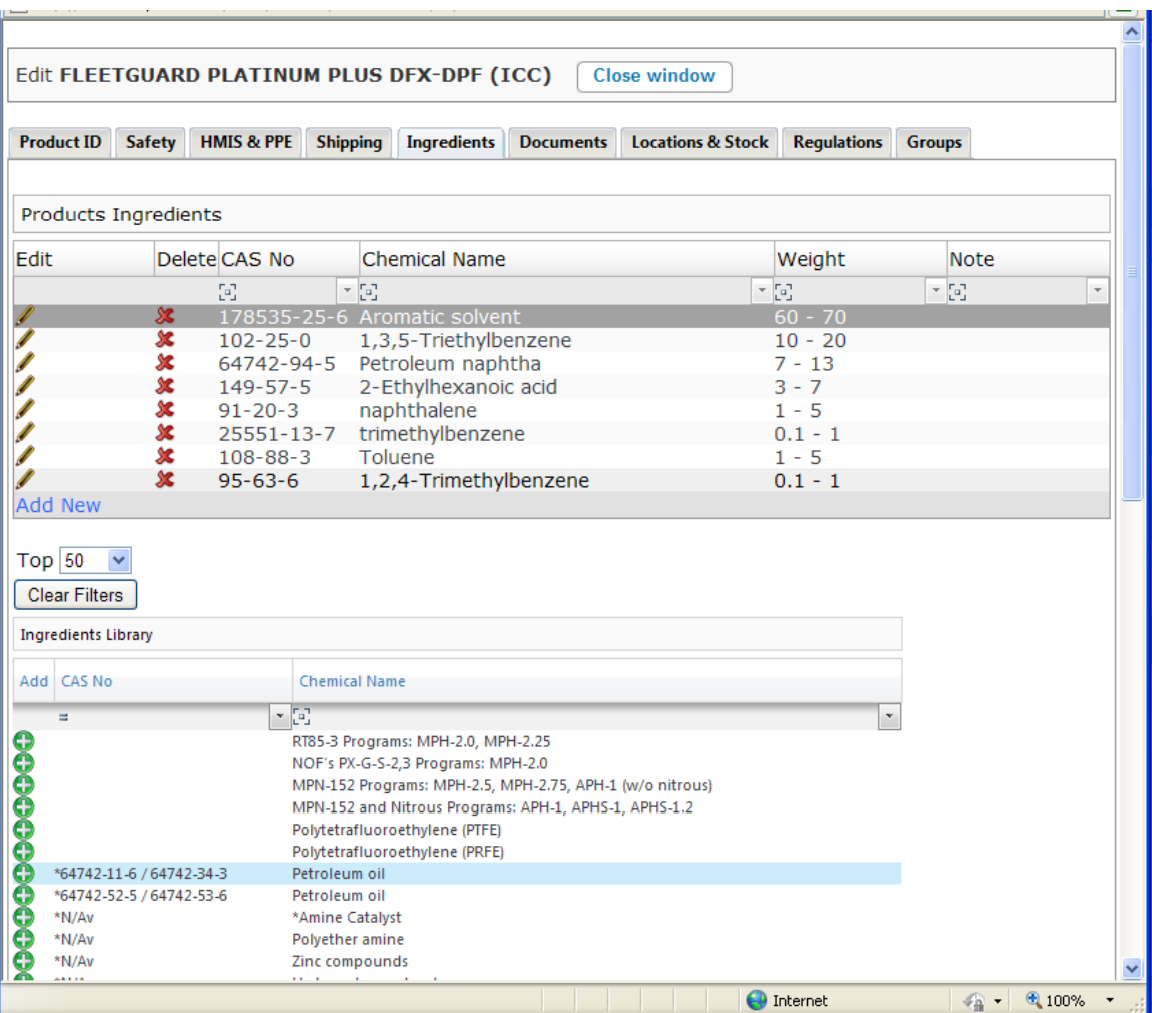 Edit FLEETGUARD PLATINUM PLUS DFX-DPF (ICC) Close window
Product ID Safety HMIS & PPE Shipping Ingredients Documents Locations & Stock Regulations Groups
Products Ingredients
Edit Delete CAS No Chemical Name Weight Note
178535-25-6 Aromatic solvent 60 - 70
102-25-0 1,3,5-Triethylbenzene 10 - 20
64742-94-5 Petroleum naphtha 7 - 13
149-57-5 2-Ethylhexanoic acid 3 - 7
91-20-3 naphthalene 1 - 5
25551-13-7 trimethylbenzene 0.1 - 1
108-88-3 Toluene 1 - 5
95-63-6 1,2,4-Trimethylbenzene 0.1 - 1
Add New
Top 50
Clear Filters
Ingredients Library
Add CAS No Chemical Name
=
RT85-3 Programs: MPH-2.0, MPH-2.25
NOF's PX-G-S-2,3 Programs: MPH-2.0
MPN-152 Programs: MPH-2.5, MPH-2.75, APH-1 (w/o nitrous)
MPN-152 and Nitrous Programs: APH-1, APHS-1, APHS-1.2
Polytetrafluoroethylene (PTFE)
Polytetrafluoroethylene (PRFE)
*64742-11-6 / 64742-34-3 Petroleum oil
*64742-52-5 / 64742-53-6 Petroleum oil
*N/Av *Amine Catalyst
*N/Av Polyether amine
*N/Av Zinc compounds
Internet 100%